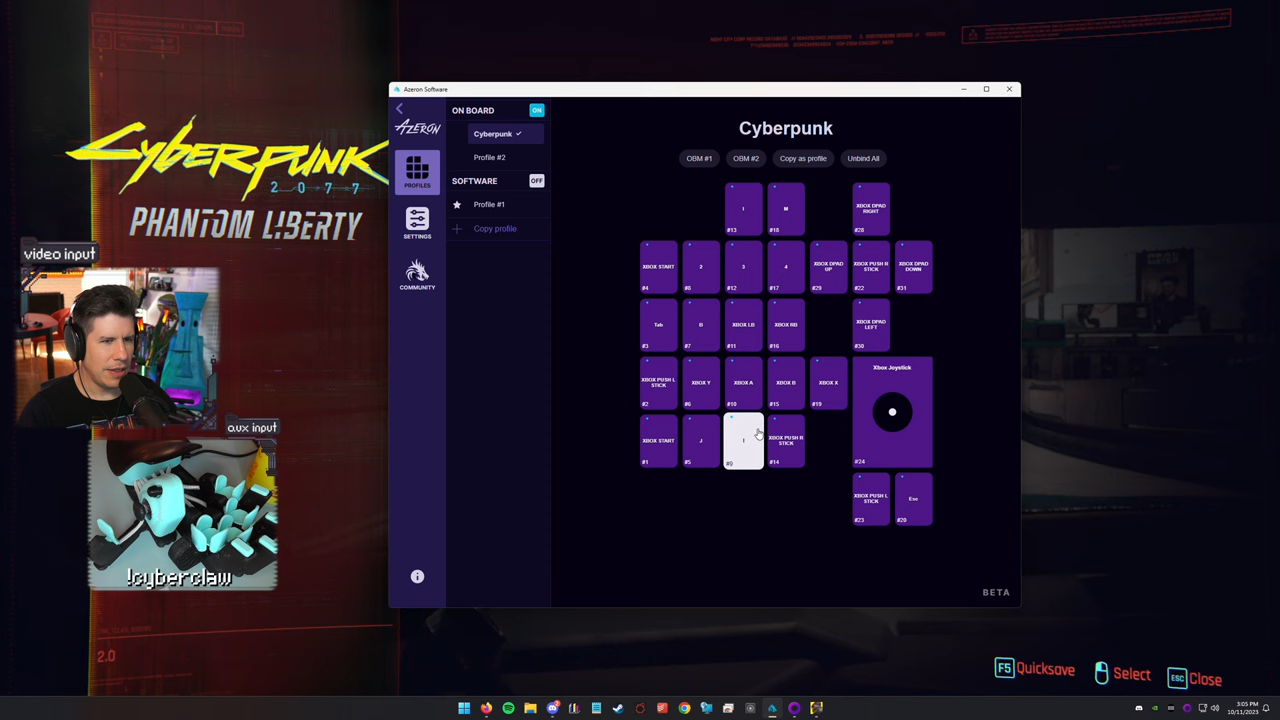 Cyberpunk
2 0 7 7
PHANTOM LIBERTY
video input
aux input
!cyberclaw
2.0
Azeron Software
AZERON
PROFILES
SETTINGS
COMMUNITY
ON BOARD
ON
Cyberpunk
Profile #2
SOFTWARE
OFF
Profile #1
Copy profile
Cyberpunk
OBM #1
OBM #2
Copy as profile
Unbind All
I
#13
M
#18
XBOX DPAD
RIGHT
#28
XBOX START
#4
2
#8
3
#12
4
#17
XBOX DPAD
UP
#29
XBOX PUSH R
STICK
#22
XBOX DPAD
DOWN
#31
Tab
#3
B
#7
XBOX LB
#11
XBOX RB
#16
XBOX DPAD
LEFT
#30
XBOX PUSH L
STICK
#2
XBOX Y
#6
XBOX A
#10
XBOX B
#15
XBOX X
#19
Xbox Joystick
#24
XBOX START
#1
J
#5
I
#9
XBOX PUSH R
STICK
#14
XBOX PUSH L
STICK
#23
Esc
#20
BETA
F5 Quicksave
Select
ESC Close
3:05 PM
10/11/2023